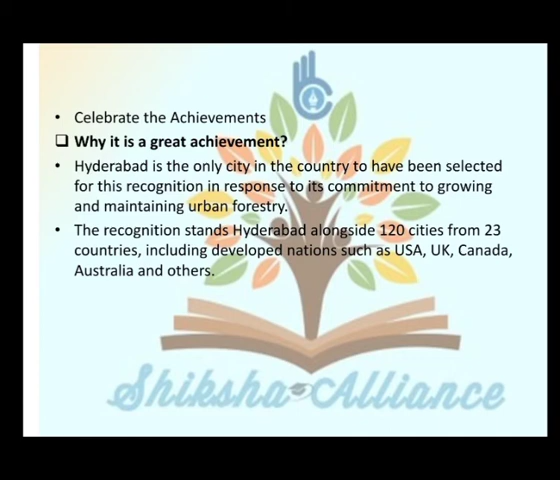 • Celebrate the Achievements
❑ Why it is a great achievement?
• Hyderabad is the only city in the country to have been selected
for this recognition in response to its commitment to growing
and maintaining urban forestry.
• The recognition stands Hyderabad alongside 120 cities from 23
countries, including developed nations such as USA, UK, Canada,
Australia and others.
Shiksha Alliance